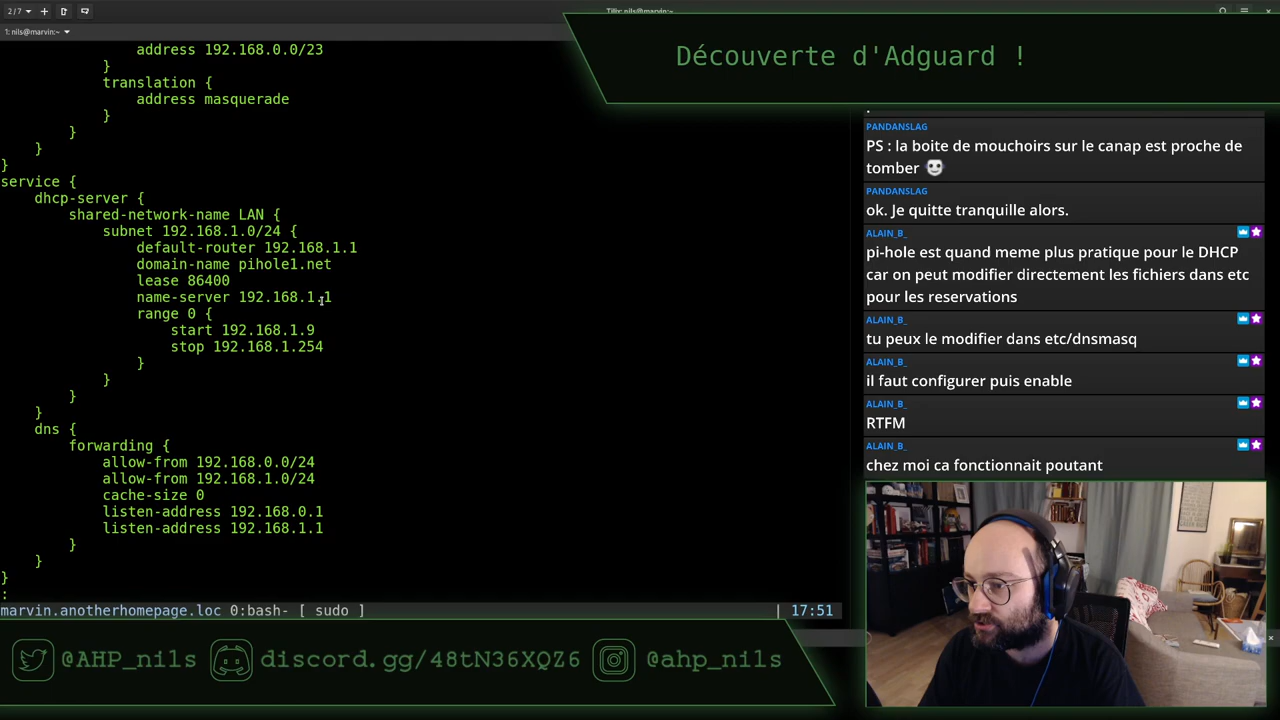 2/7
Tilix: nils@marvin:~
1: nils@marvin:~
Découverte d'Adguard !
address 192.168.0.0/23
}
translation {
address masquerade
}
}
}
}
service {
dhcp-server {
shared-network-name LAN {
subnet 192.168.1.0/24 {
default-router 192.168.1.1
domain-name pihole1.net
lease 86400
name-server 192.168.1.1
range 0 {
start 192.168.1.9
stop 192.168.1.254
}
}
}
}
dns {
forwarding {
allow-from 192.168.0.0/24
allow-from 192.168.1.0/24
cache-size 0
listen-address 192.168.0.1
listen-address 192.168.1.1
}
}
}
:
marvin.anotherhomepage.loc 0:bash- [ sudo ] | 17:51
PANDANSLAG
PS : la boite de mouchoirs sur le canap est proche de
tomber
PANDANSLAG
ok. Je quitte tranquille alors.
ALAIN_B_
pi-hole est quand meme plus pratique pour le DHCP
car on peut modifier directement les fichiers dans etc
pour les reservations
ALAIN_B_
tu peux le modifier dans etc/dnsmasq
ALAIN_B_
il faut configurer puis enable
ALAIN_B_
RTFM
ALAIN_B_
chez moi ca fonctionnait poutant
@AHP_nils discord.gg/48tN36XQZ6 @ahp_nils